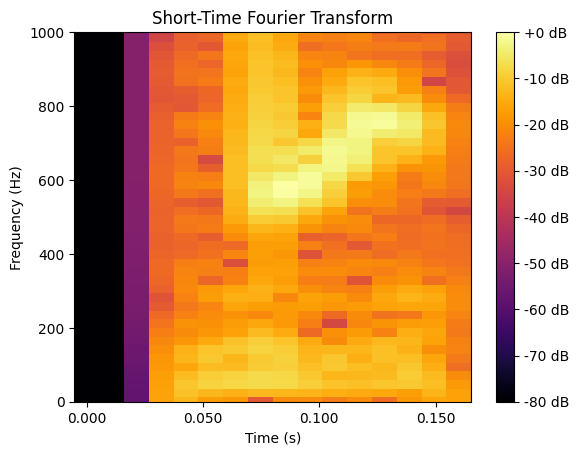 Short-Time Fourier Transform
1000
800
600
400
200
0
Frequency (Hz)
0.000
0.050
0.100
0.150
Time (s)
+0 dB
-10 dB
-20 dB
-30 dB
-40 dB
-50 dB
-60 dB
-70 dB
-80 dB